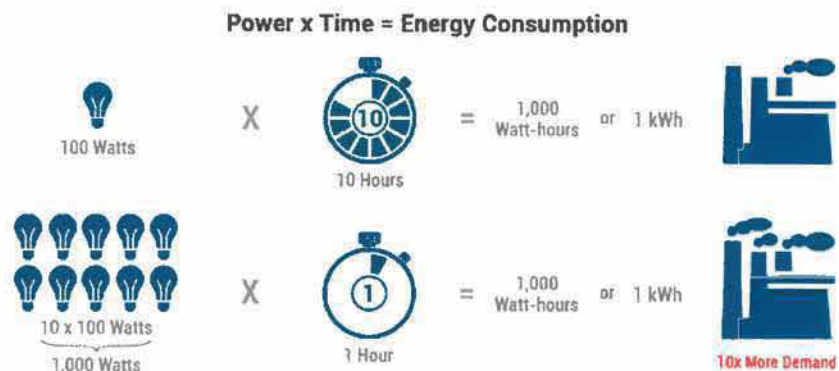 Power x Time = Energy Consumption
100 Watts
X
10
10 Hours
=
1,000
Watt-hours
or
1 kWh
10 x 100 Watts
1,000 Watts
X
1
1 Hour
=
1,000
Watt-hours
or
1 kWh
10x More Demand